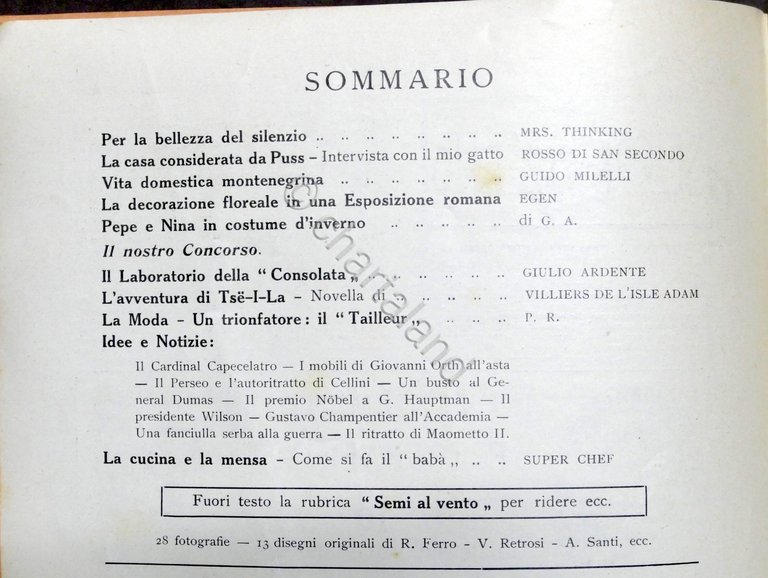 SOMMARIO
Per la bellezza del silenzio .. .. .. .. .. .. .. .. MRS. THINKING
La casa considerata da Puss – Intervista con il mio gatto ROSSO DI SAN SECONDO
Vita domestica montenegrina .. .. .. .. .. .. .. GUIDO MILELLI
La decorazione floreale in una Esposizione romana EGEN
Pepe e Nina in costume d'inverno .. .. .. .. .. di G. A.
Il nostro Concorso.
Il Laboratorio della “ Consolata „ .. .. .. .. .. GIULIO ARDENTE
L'avventura di Tsë-I-La – Novella di .. .. .. .. .. VILLIERS DE L'ISLE ADAM
La Moda – Un trionfatore: il “ Tailleur „ .. .. .. P. R.
Idee e Notizie:
Il Cardinal Capecelatro — I mobili di Giovanni Orth all'asta
— Il Perseo e l'autoritratto di Cellini — Un busto al Ge-
neral Dumas — Il premio Nöbel a G. Hauptman — Il
presidente Wilson — Gustavo Champentier all'Accademia —
Una fanciulla serba alla guerra — Il ritratto di Maometto II.
La cucina e la mensa – Come si fa il “ babà „ .. .. SUPER CHEF
Fuori testo la rubrica “ Semi al vento „ per ridere ecc.
28 fotografie — 13 disegni originali di R. Ferro - V. Retrosi - A. Santi, ecc.
© chartaland